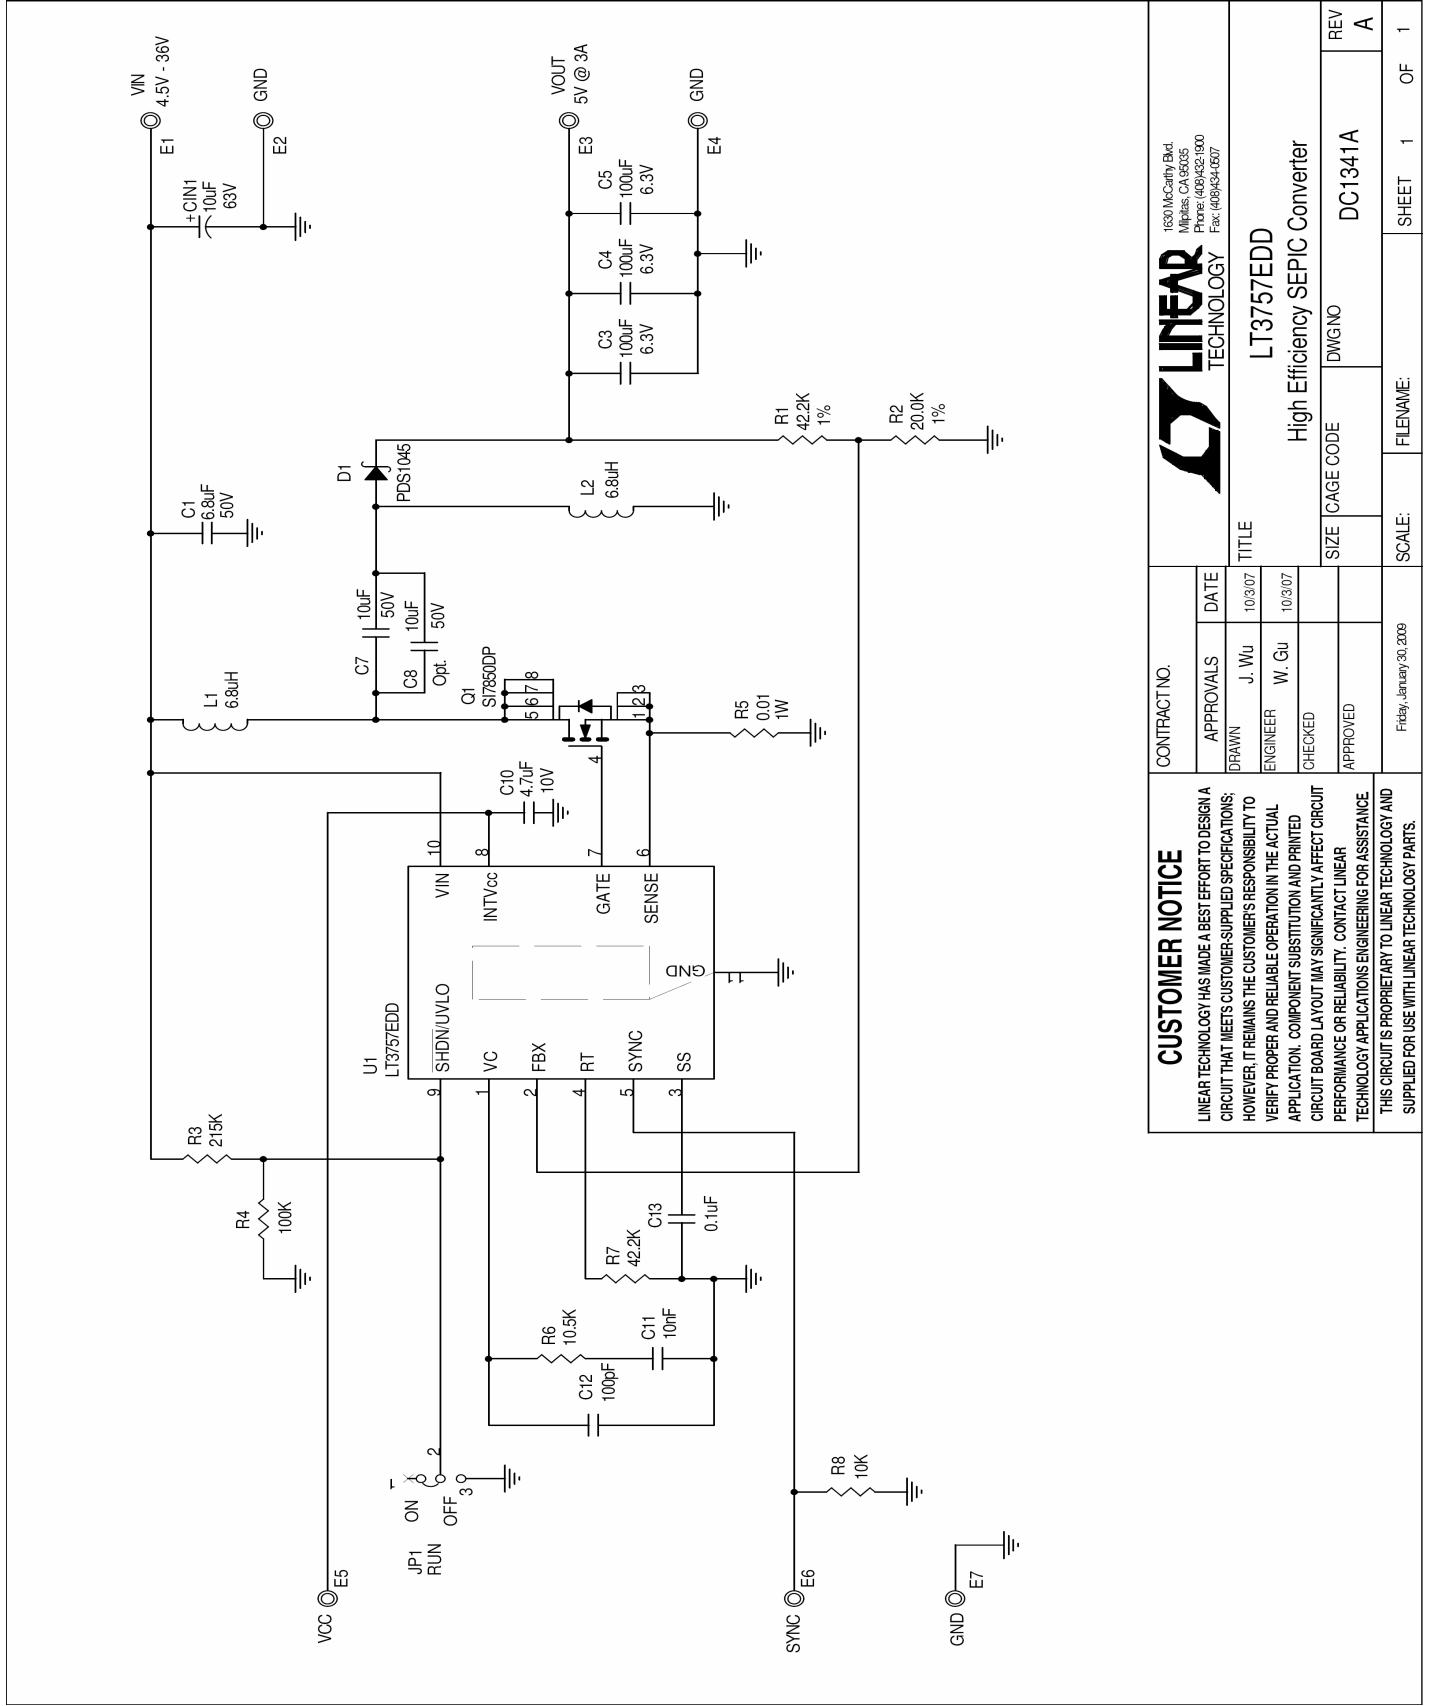 VIN
4.5V - 36V
E1
GND
E2
+CIN1
10uF
63V
VOUT
5V @ 3A
E3
GND
E4
C5
100uF
6.3V
C4
100uF
6.3V
C3
100uF
6.3V
C1
6.8uF
50V
D1
PDS1045
L2
6.8uH
R1
42.2K
1%
R2
20.0K
1%
L1
6.8uH
C7
10uF
50V
C8
10uF
50V
Opt.
Q1
SI7850DP
5 6 7 8
4
1 2 3
R5
0.01
1W
C10
4.7uF
10V
10
8
7
6
VIN
INTVcc
GATE
SENSE
GND
11
U1
LT3757EDD
SHDN/UVLO
VC
FBX
RT
SYNC
SS
9
1
2
4
5
3
R3
215K
R4
100K
R7
42.2K
C13
0.1uF
R6
10.5K
C11
10nF
C12
100pF
JP1
RUN
ON
OFF
1
2
3
VCC
E5
SYNC
E6
R8
10K
GND
E7
CUSTOMER NOTICE
LINEAR TECHNOLOGY HAS MADE A BEST EFFORT TO DESIGN A
CIRCUIT THAT MEETS CUSTOMER-SUPPLIED SPECIFICATIONS;
HOWEVER, IT REMAINS THE CUSTOMER'S RESPONSIBILITY TO
VERIFY PROPER AND RELIABLE OPERATION IN THE ACTUAL
APPLICATION. COMPONENT SUBSTITUTION AND PRINTED
CIRCUIT BOARD LAYOUT MAY SIGNIFICANTLY AFFECT CIRCUIT
PERFORMANCE OR RELIABILITY. CONTACT LINEAR
TECHNOLOGY APPLICATIONS ENGINEERING FOR ASSISTANCE.
THIS CIRCUIT IS PROPRIETARY TO LINEAR TECHNOLOGY AND
SUPPLIED FOR USE WITH LINEAR TECHNOLOGY PARTS.
CONTRACT NO.
APPROVALS DATE
DRAWN J. Wu 10/3/07
ENGINEER W. Gu 10/3/07
CHECKED
APPROVED
Friday, January 30, 2009
LT LINEAR
TECHNOLOGY
1630 McCarthy Blvd.
Milpitas, CA 95035
Phone: (408)432-1900
Fax: (408)434-0507
TITLE
LT3757EDD
High Efficiency SEPIC Converter
SIZE
CAGE CODE
DWG NO
DC1341A
REV
A
SCALE:
FILENAME:
SHEET 1 OF 1